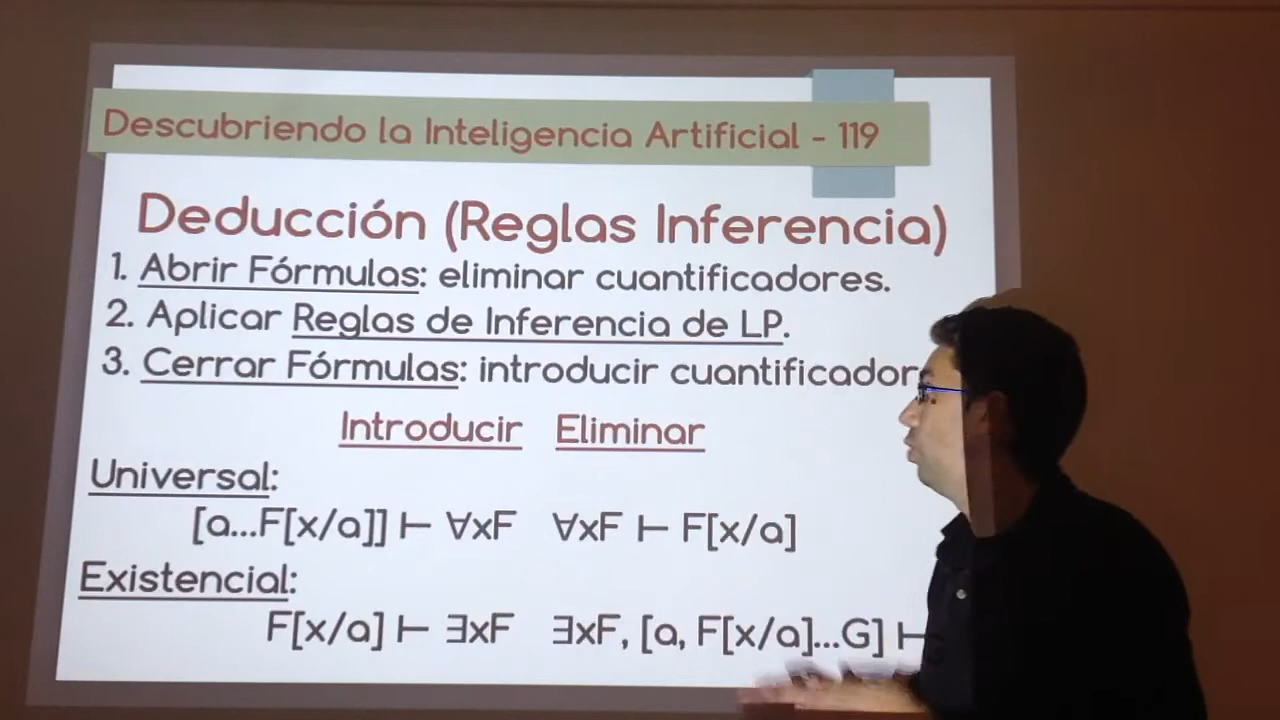 Descubriendo la Inteligencia Artificial - 119
Deducción (Reglas Inferencia)
1. Abrir Fórmulas: eliminar cuantificadores.
2. Aplicar Reglas de Inferencia de LP.
3. Cerrar Fórmulas: introducir
Introducir Eliminar
Universal:
[a...F[x/a]] ⊢ ∀xF ∀xF ⊢ F[x/a]
Existencial:
F[x/a] ⊢ ∃xF ∃xF, [a, F[x/a]...G] ⊢